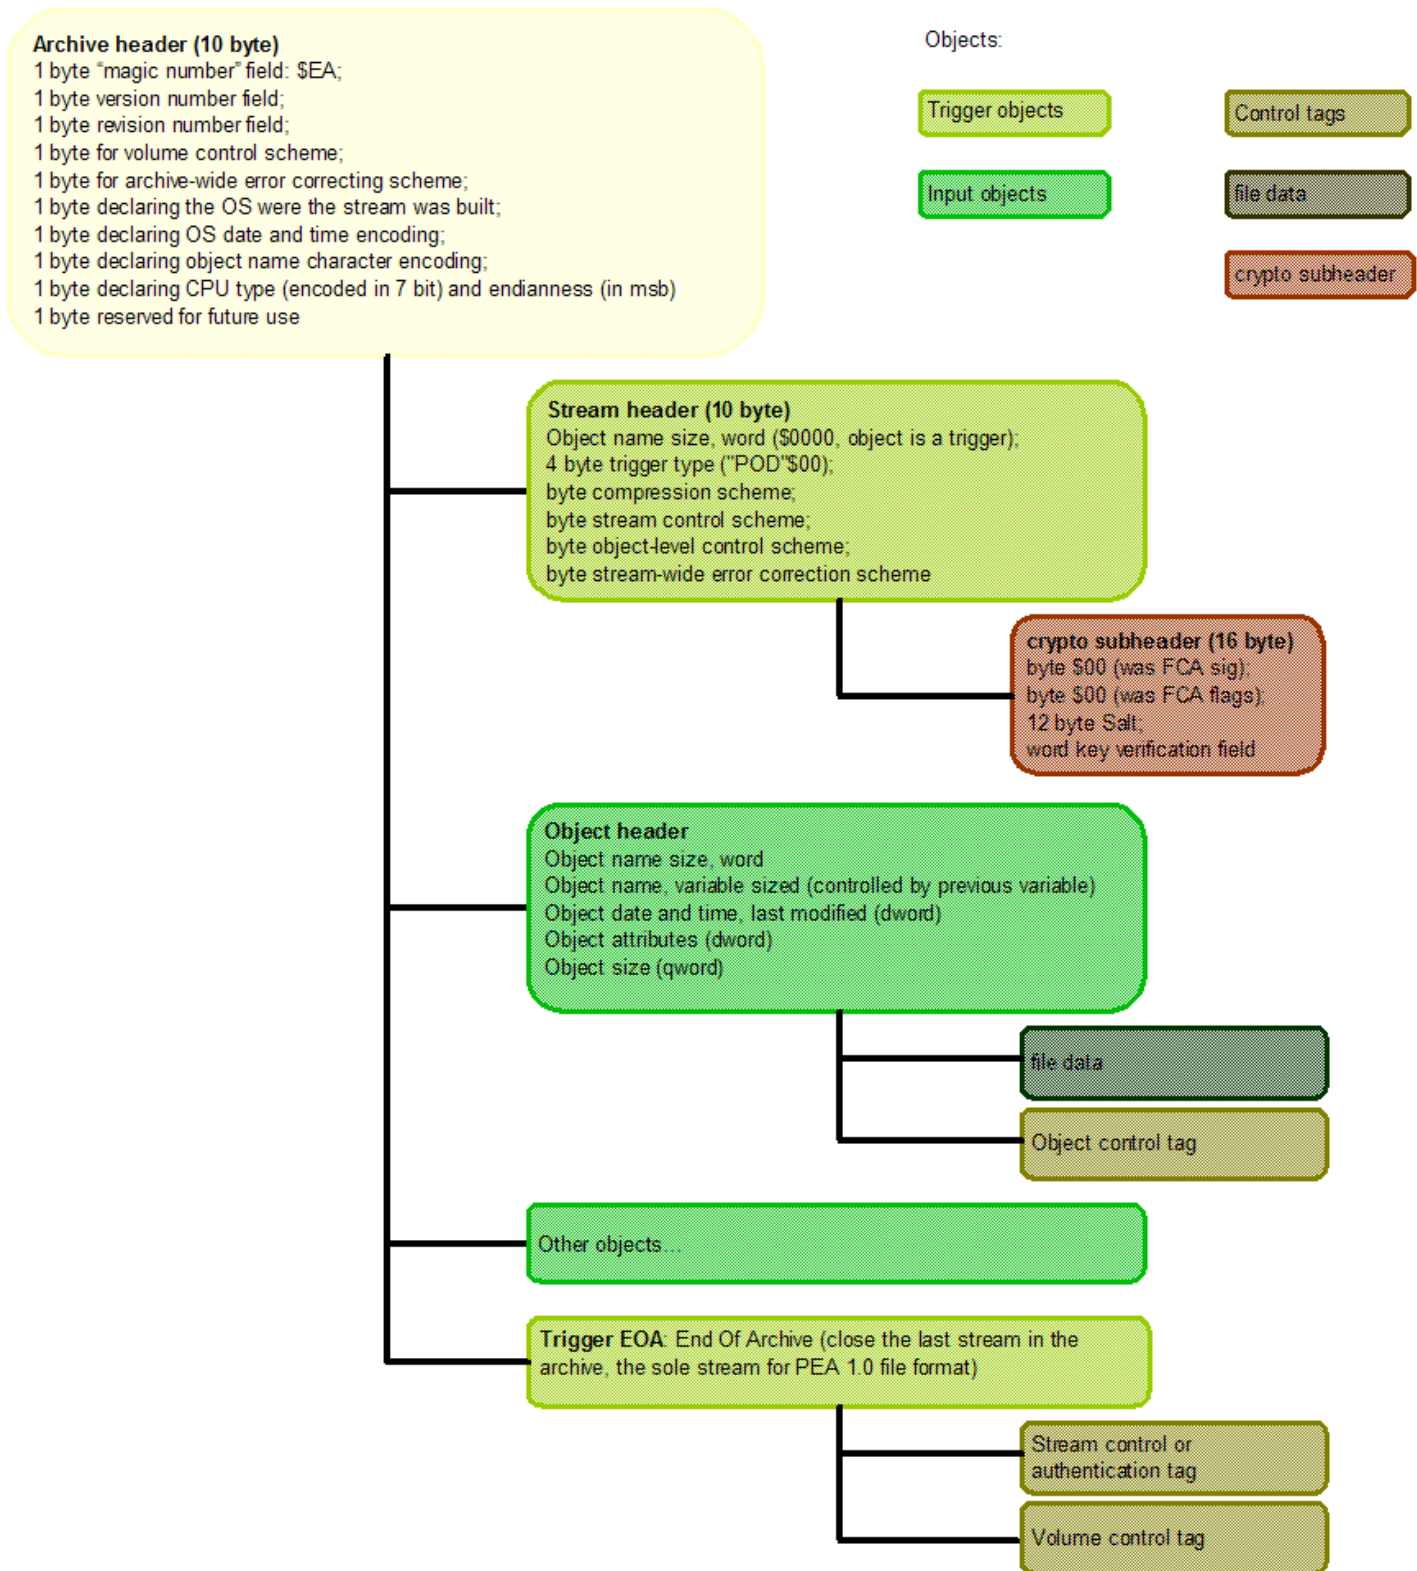 Archive header (10 byte)
1 byte “magic number” field: $EA;
1 byte version number field;
1 byte revision number field;
1 byte for volume control scheme;
1 byte for archive-wide error correcting scheme;
1 byte declaring the OS were the stream was built;
1 byte declaring OS date and time encoding;
1 byte declaring object name character encoding;
1 byte declaring CPU type (encoded in 7 bit) and endianness (in msb)
1 byte reserved for future use
Objects:
Trigger objects
Control tags
Input objects
file data
crypto subheader
Stream header (10 byte)
Object name size, word ($0000, object is a trigger);
4 byte trigger type ("POD"$00);
byte compression scheme;
byte stream control scheme;
byte object-level control scheme;
byte stream-wide error correction scheme
crypto subheader (16 byte)
byte $00 (was FCA sig);
byte $00 (was FCA flags);
12 byte Salt;
word key verification field
Object header
Object name size, word
Object name, variable sized (controlled by previous variable)
Object date and time, last modified (dword)
Object attributes (dword)
Object size (qword)
file data
Object control tag
Other objects...
Trigger EOA: End Of Archive (close the last stream in the
archive, the sole stream for PEA 1.0 file format)
Stream control or
authentication tag
Volume control tag